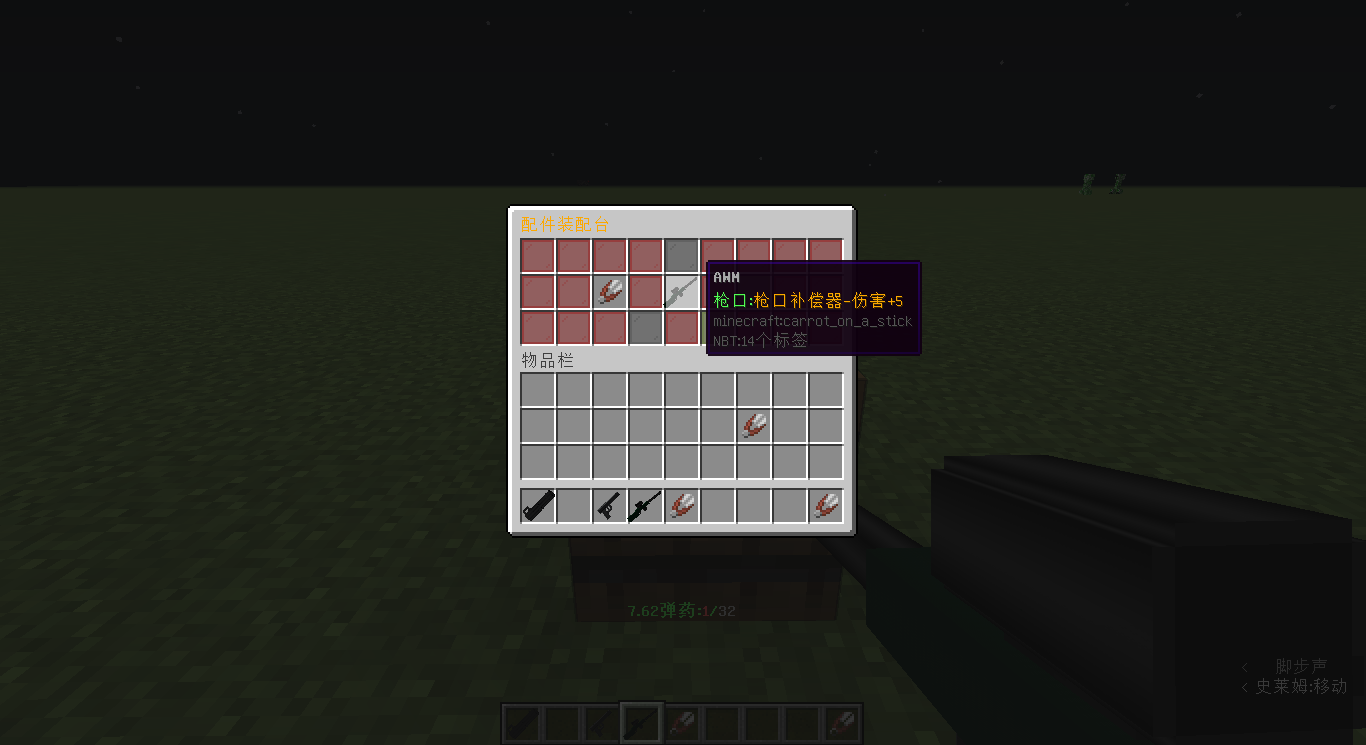 配件装配台
AWM
枪口:枪口补偿器-伤害+5
minecraft:carrot_on_a_stick
NBT:14个标签
物品栏
7.62弹药:1/32
< 脚步声
< 史莱姆:移动